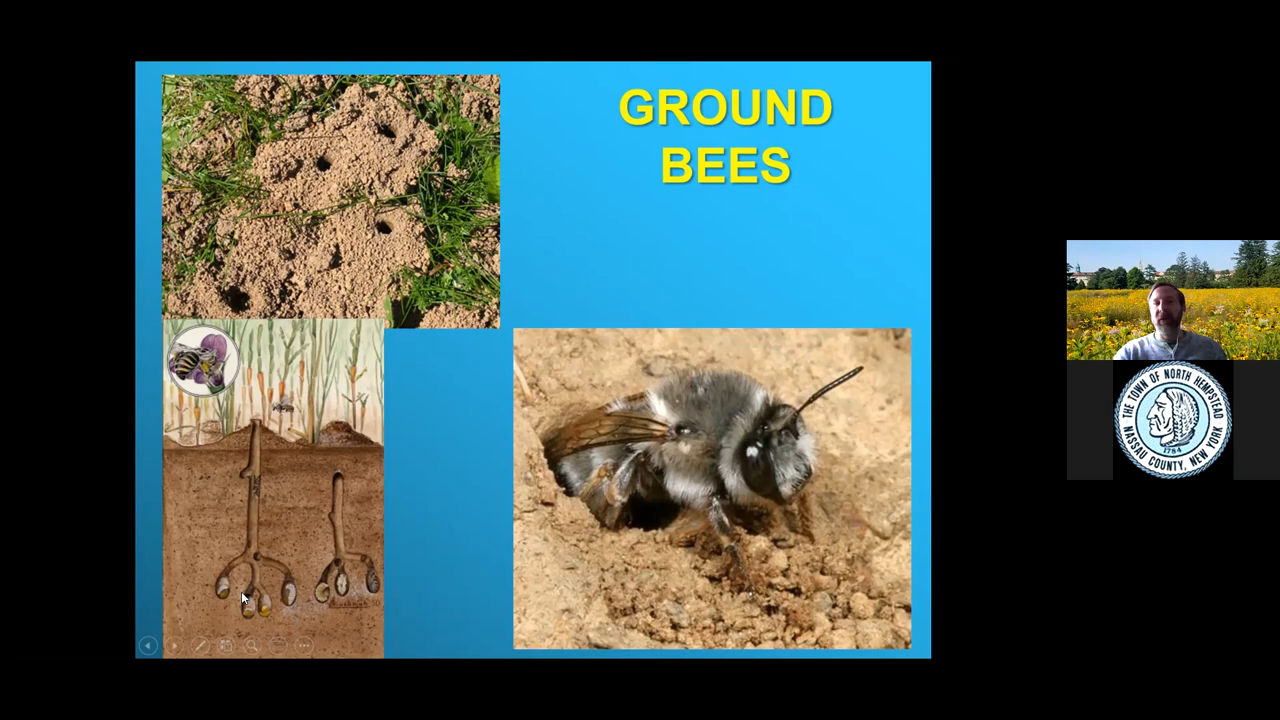 GROUND
BEES
THE TOWN OF NORTH HEMPSTEAD
1784
NASSAU COUNTY, NEW YORK